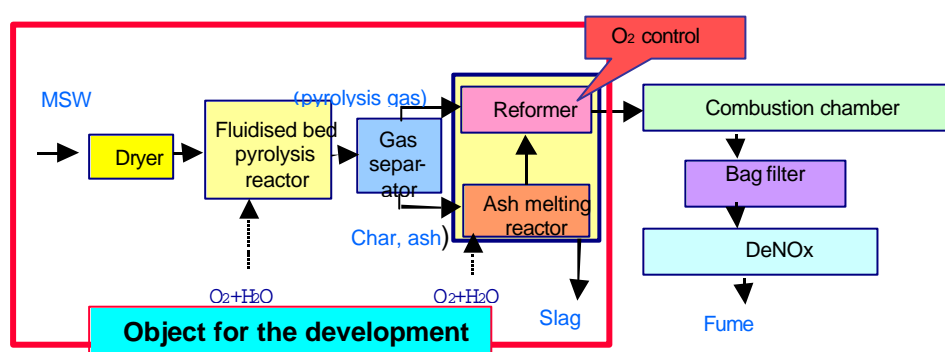 O₂ control
MSW
(pyrolysis gas)
Reformer
Combustion chamber
Dryer
Fluidised bed
pyrolysis
reactor
Gas
separ-
ator
Bag filter
Ash melting
reactor
Char, ash)
DeNOx
O₂+H₂O
O₂+H₂O
Slag
Fume
Object for the development